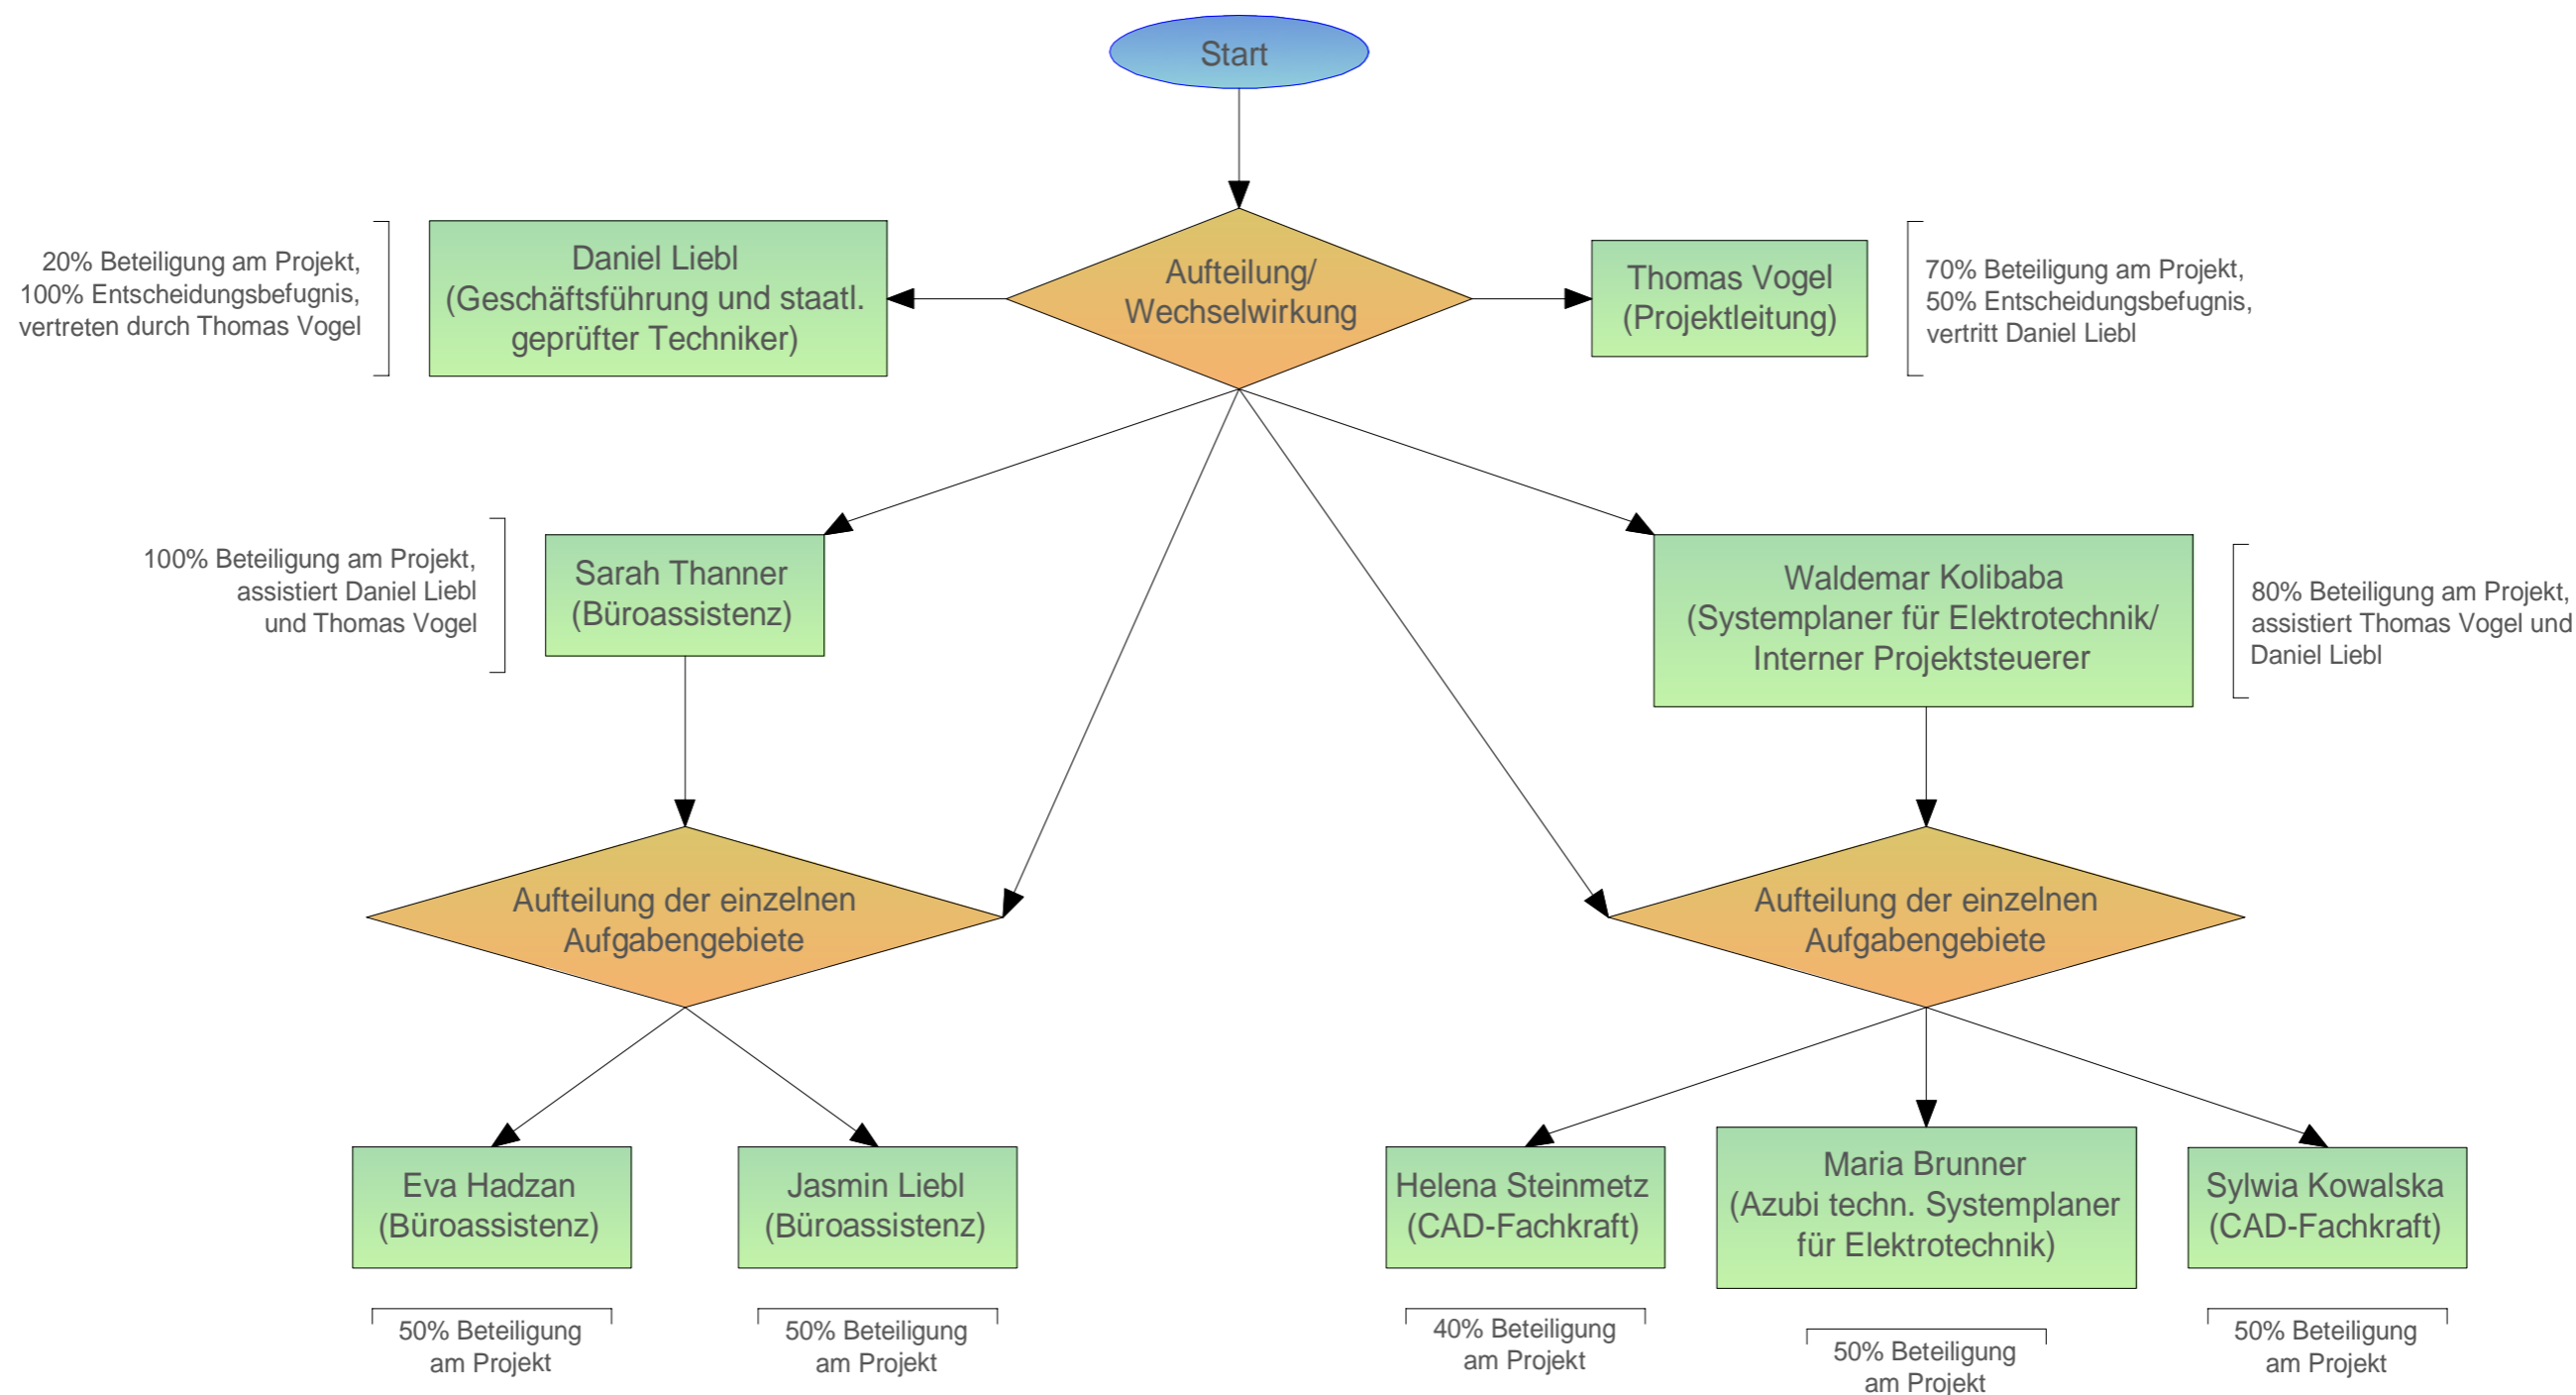 Start
20% Beteiligung am Projekt,
100% Entscheidungsbefugnis,
vertreten durch Thomas Vogel
Daniel Liebl
(Geschäftsführung und staatl.
geprüfter Techniker)
Aufteilung/
Wechselwirkung
Thomas Vogel
(Projektleitung)
70% Beteiligung am Projekt,
50% Entscheidungsbefugnis,
vertritt Daniel Liebl
100% Beteiligung am Projekt,
assistiert Daniel Liebl
und Thomas Vogel
Sarah Thanner
(Büroassistenz)
Waldemar Kolibaba
(Systemplaner für Elektrotechnik/
Interner Projektsteuerer
80% Beteiligung am Projekt,
assistiert Thomas Vogel und
Daniel Liebl
Aufteilung der einzelnen
Aufgabengebiete
Aufteilung der einzelnen
Aufgabengebiete
Eva Hadzan
(Büroassistenz)
Jasmin Liebl
(Büroassistenz)
Helena Steinmetz
(CAD-Fachkraft)
Maria Brunner
(Azubi techn. Systemplaner
für Elektrotechnik)
Sylwia Kowalska
(CAD-Fachkraft)
50% Beteiligung
am Projekt
50% Beteiligung
am Projekt
40% Beteiligung
am Projekt
50% Beteiligung
am Projekt
50% Beteiligung
am Projekt